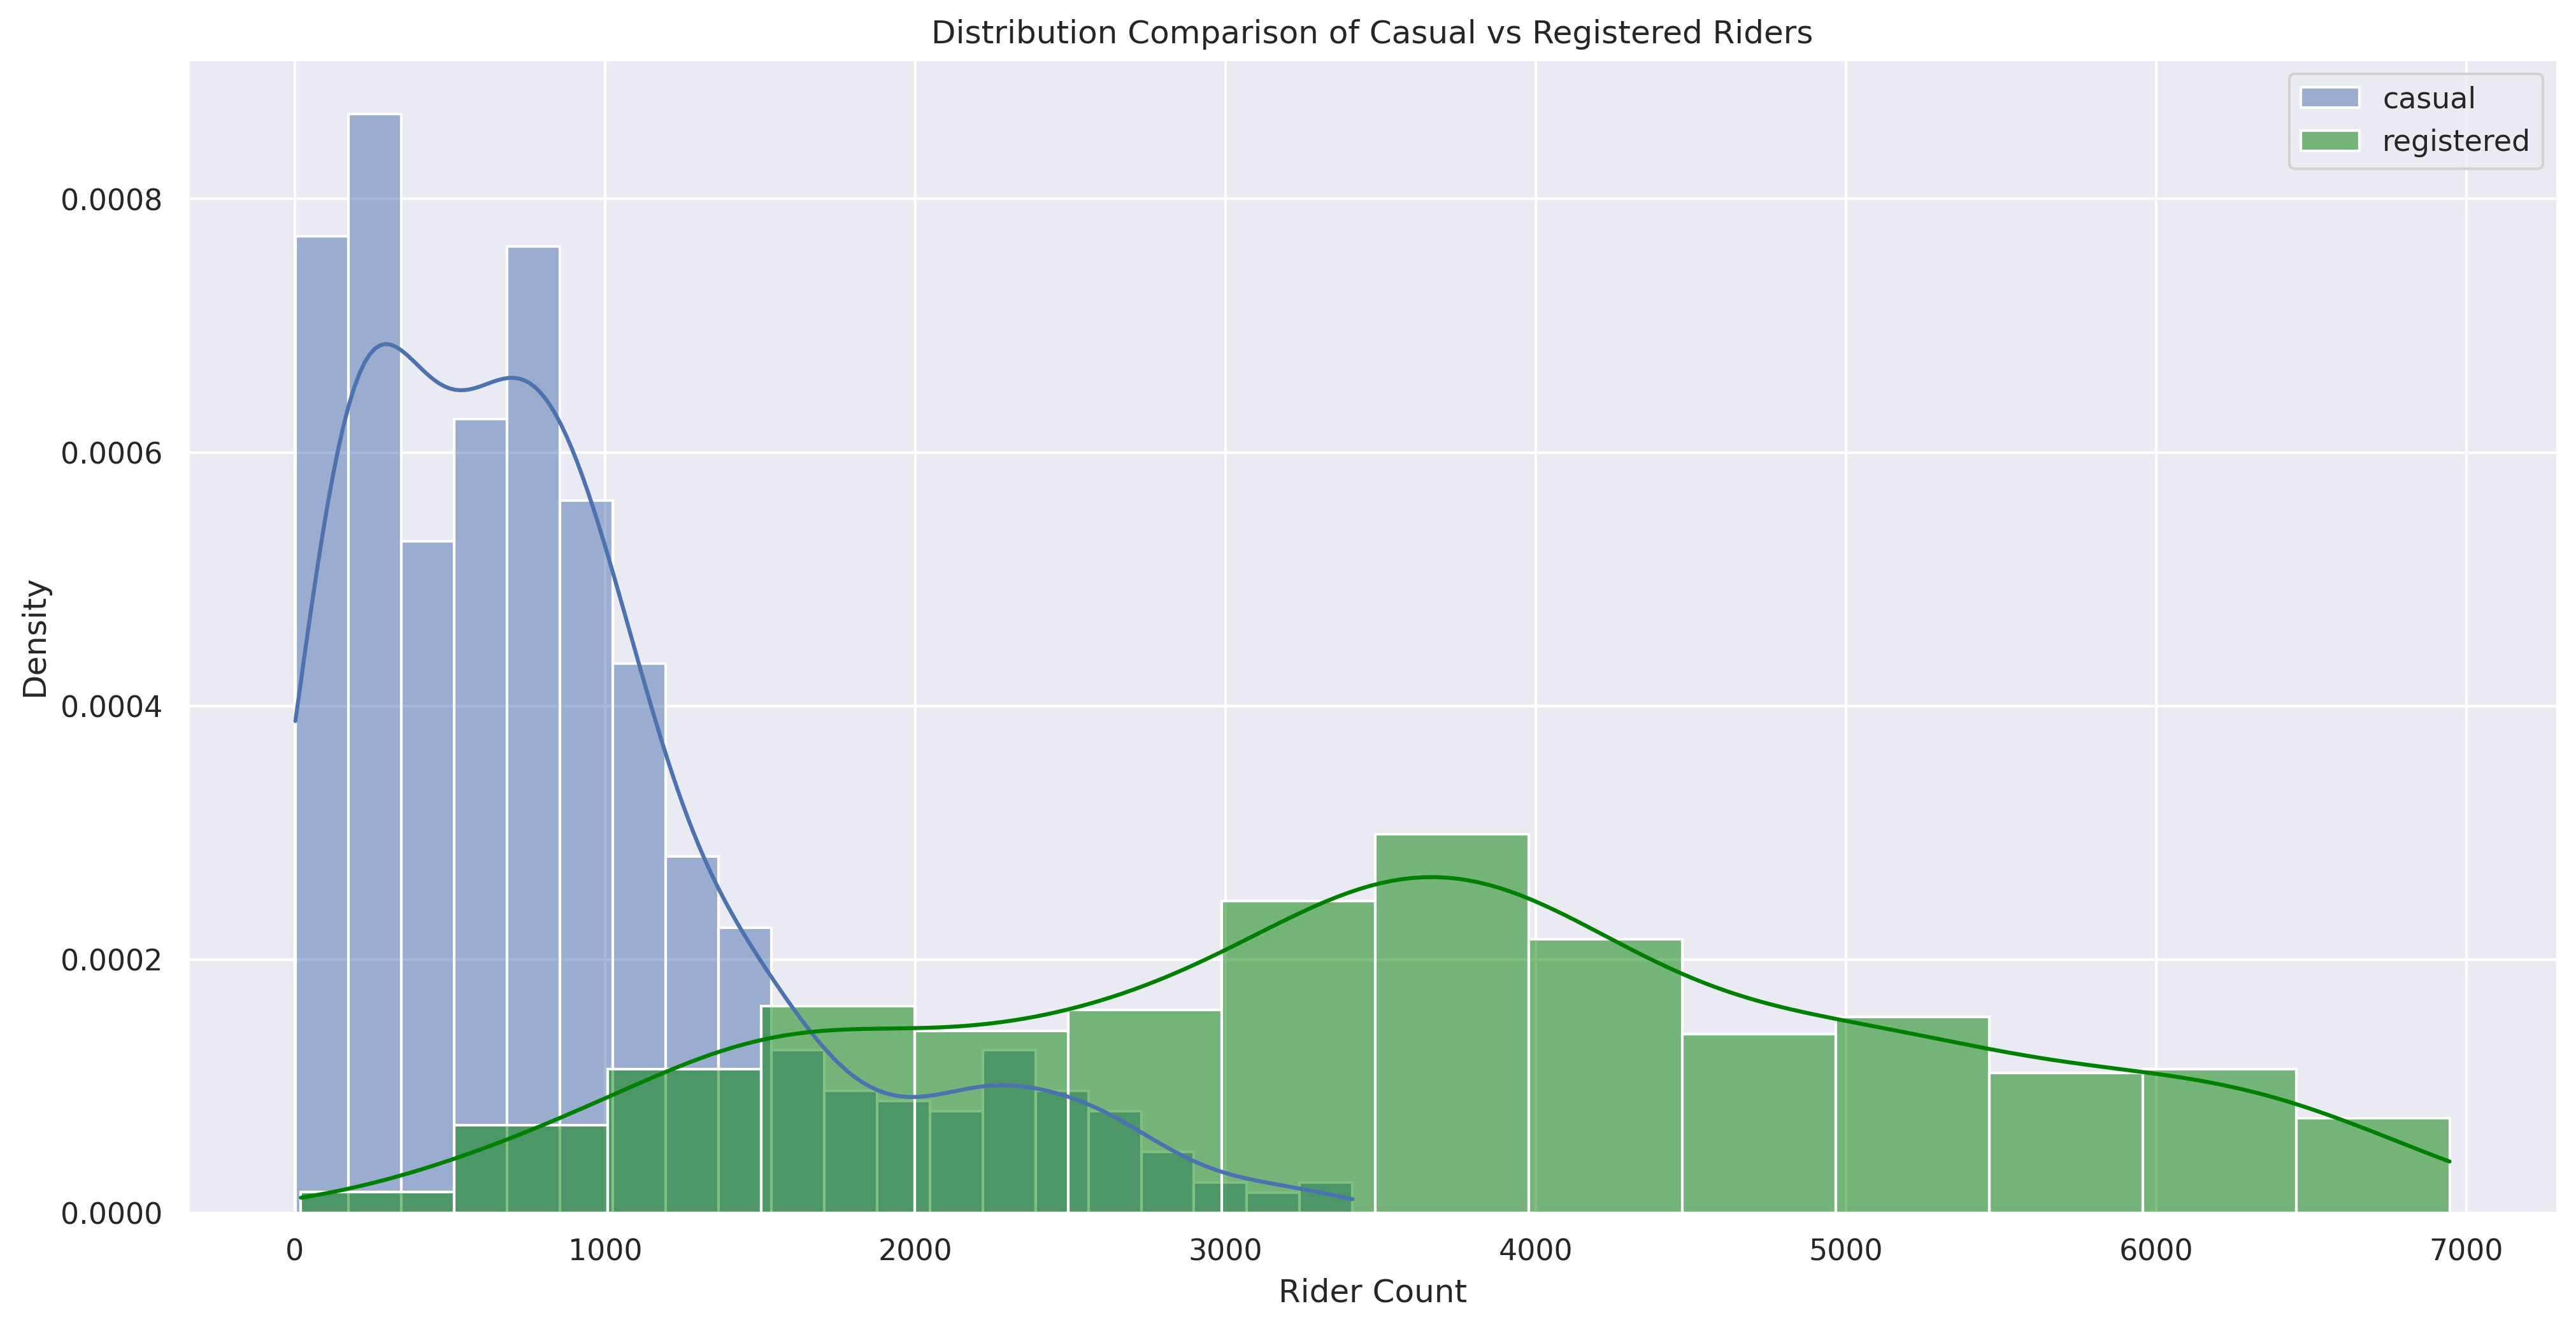 Distribution Comparison of Casual vs Registered Riders
casual
registered
0.0008
0.0006
0.0004
0.0002
0.0000
Density
0 1000 2000 3000 4000 5000 6000 7000
Rider Count